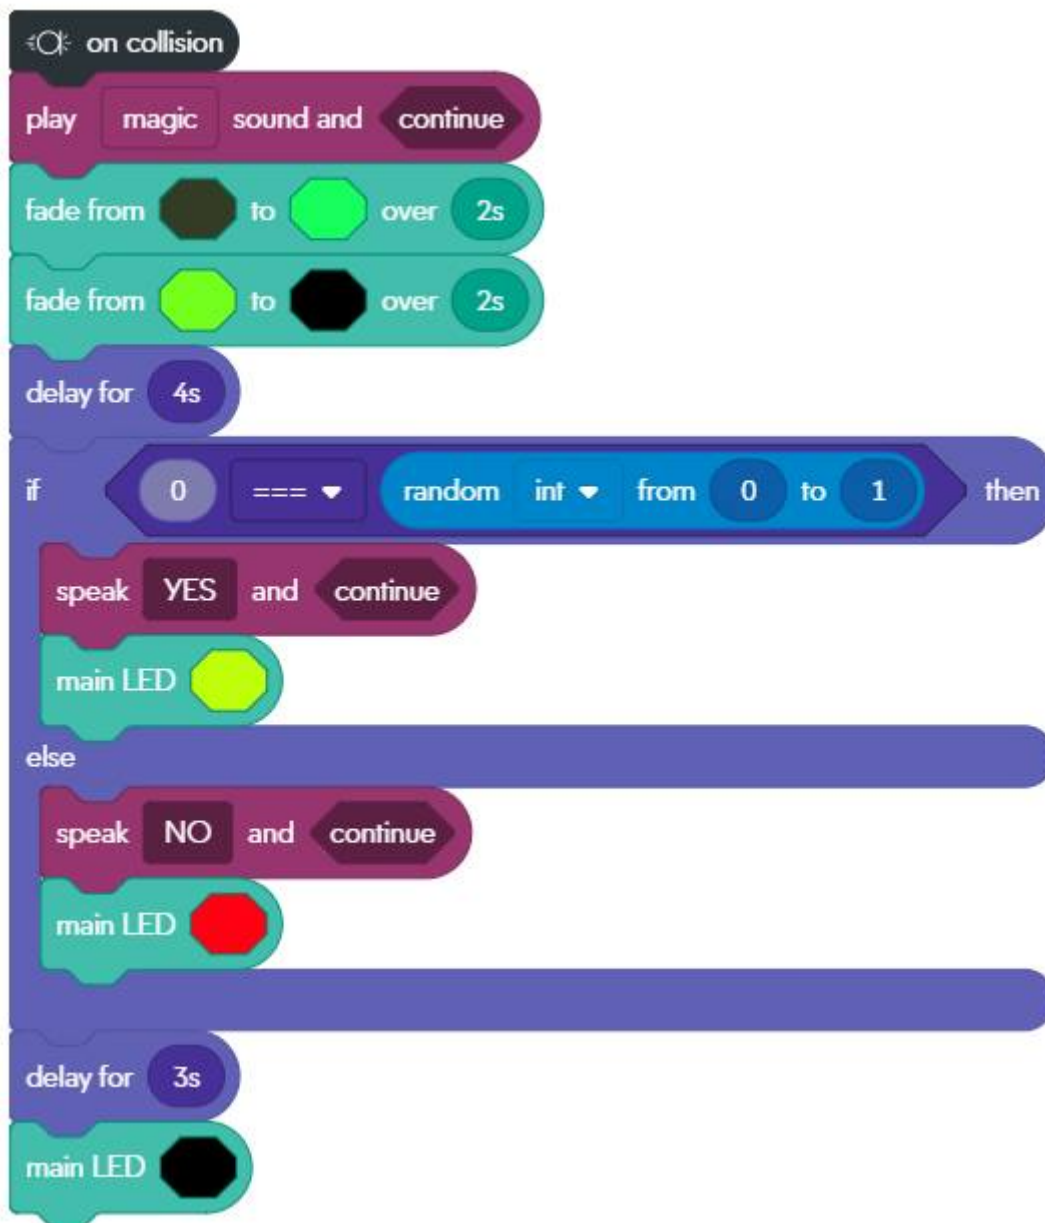 on collision
play magic sound and continue
fade from to over 2s
fade from to over 2s
delay for 4s
if 0 === random int from 0 to 1 then
speak YES and continue
main LED
else
speak NO and continue
main LED
delay for 3s
main LED